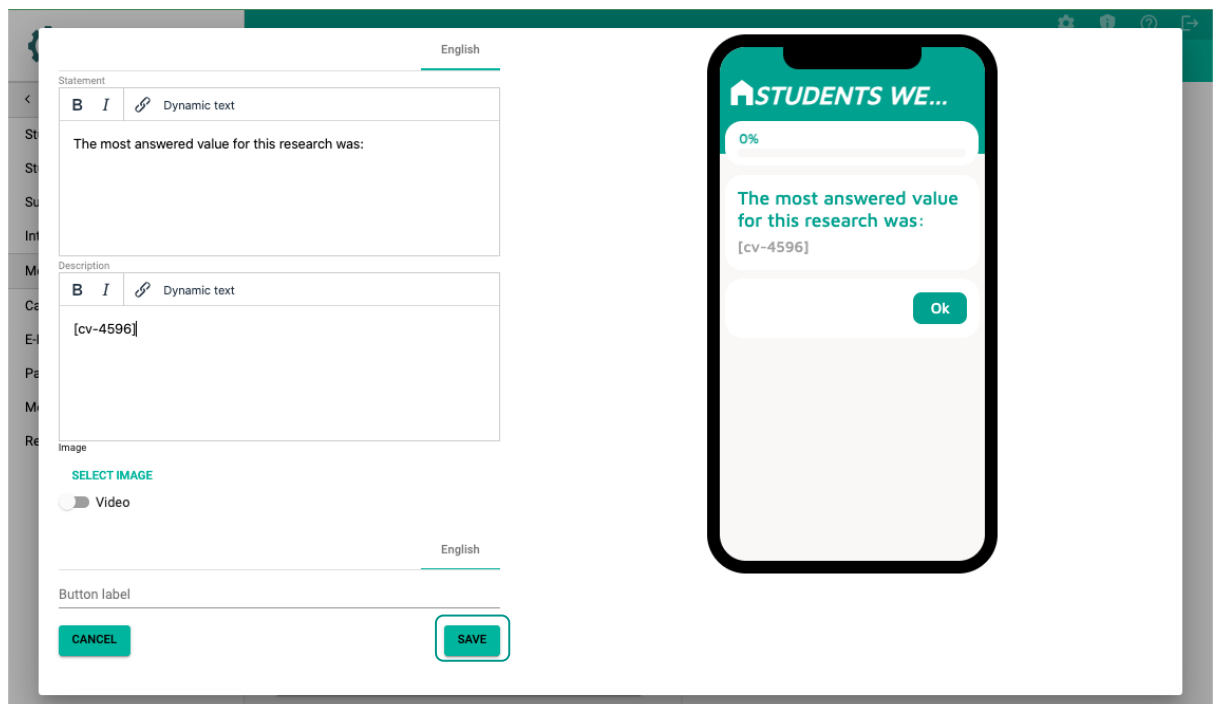 English
Statement
B I Dynamic text
The most answered value for this research was:
Description
B I Dynamic text
[cv-4596]
Image
SELECT IMAGE
Video
English
Button label
CANCEL
SAVE
STUDENTS WE...
0%
The most answered value
for this research was:
[cv-4596]
Ok